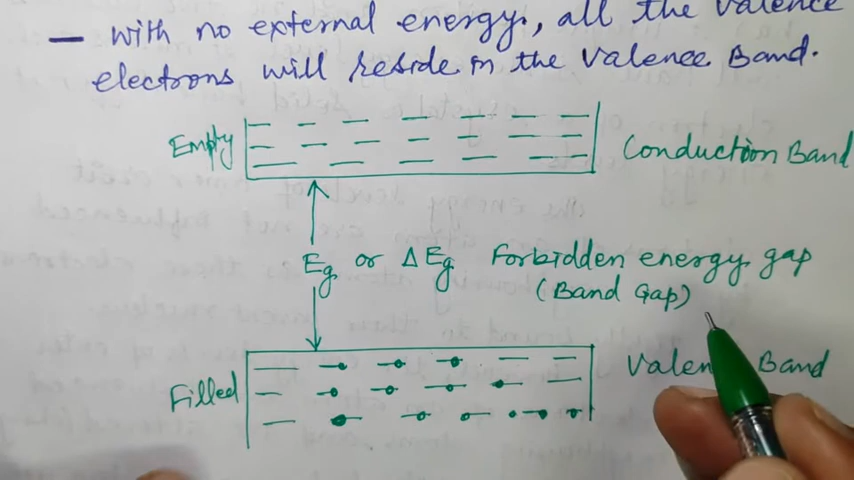 — With no external energy, all the valence
electrons will reside in the Valence Band.
Empty
Conduction Band
Eg or ΔEg Forbidden energy gap
(Band Gap)
Filled
Valen Band